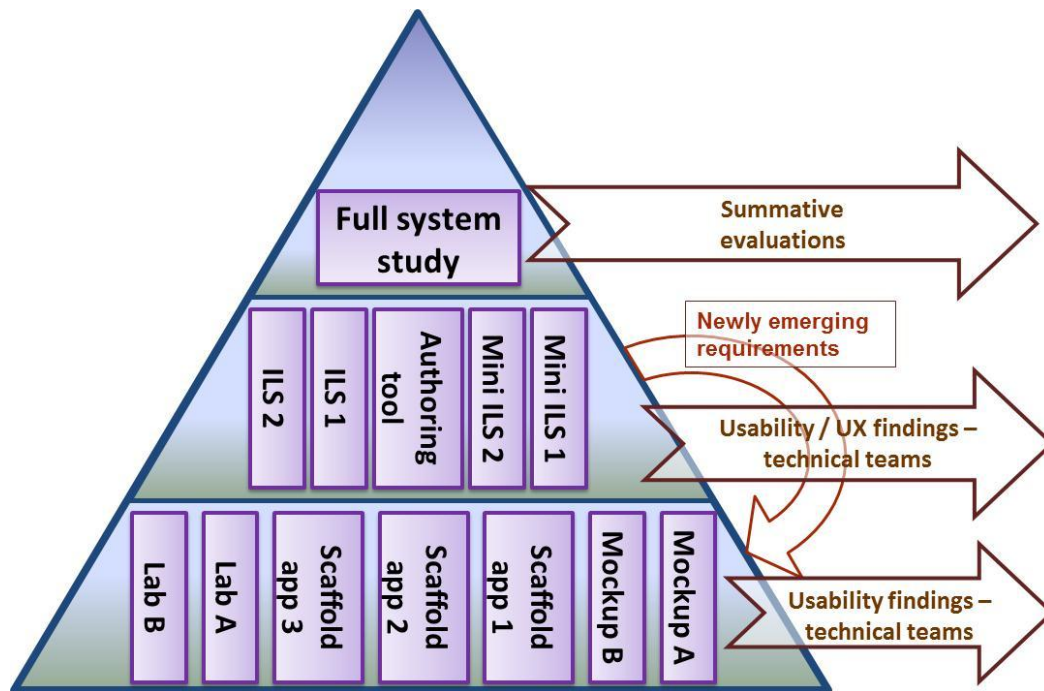 Full system
study
Summative
evaluations
Newly emerging
requirements
ILS 2
ILS 1
Authoring
tool
Mini ILS 2
Mini ILS 1
Usability / UX findings –
technical teams
Lab B
Lab A
Scaffold
app 3
Scaffold
app 2
Scaffold
app 1
Mockup B
Mockup A
Usability findings –
technical teams